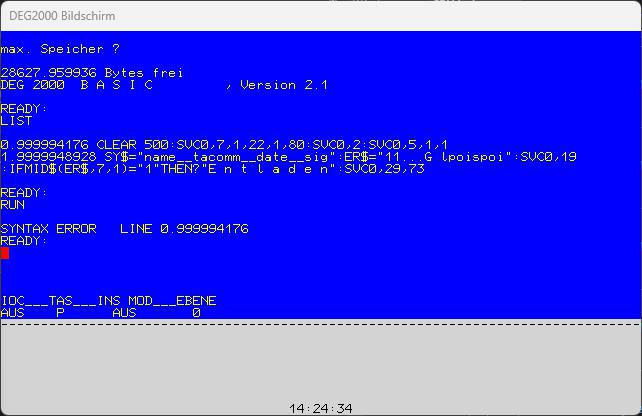 DEG2000 Bildschirm
max. Speicher ?
28627.959936 Bytes frei
DEG 2000  B A S I C          , Version 2.1
READY:
LIST
0.999994176 CLEAR 500:SVC0,7,1,22,1,80:SVC0,2:SVC0,5,1,1
1.9999948928 SY$="name__tacomm__date__sig":ER$="11...G lpoispoi":SVC0,19
:IFMID$(ER$,7,1)="1"THEN?"E n t l a d e n":SVC0,29,73
READY:
RUN
SYNTAX ERROR   LINE 0.999994176
READY:
IOC___TAS___INS MOD___EBENE
AUS    P      AUS       0
14:24:34